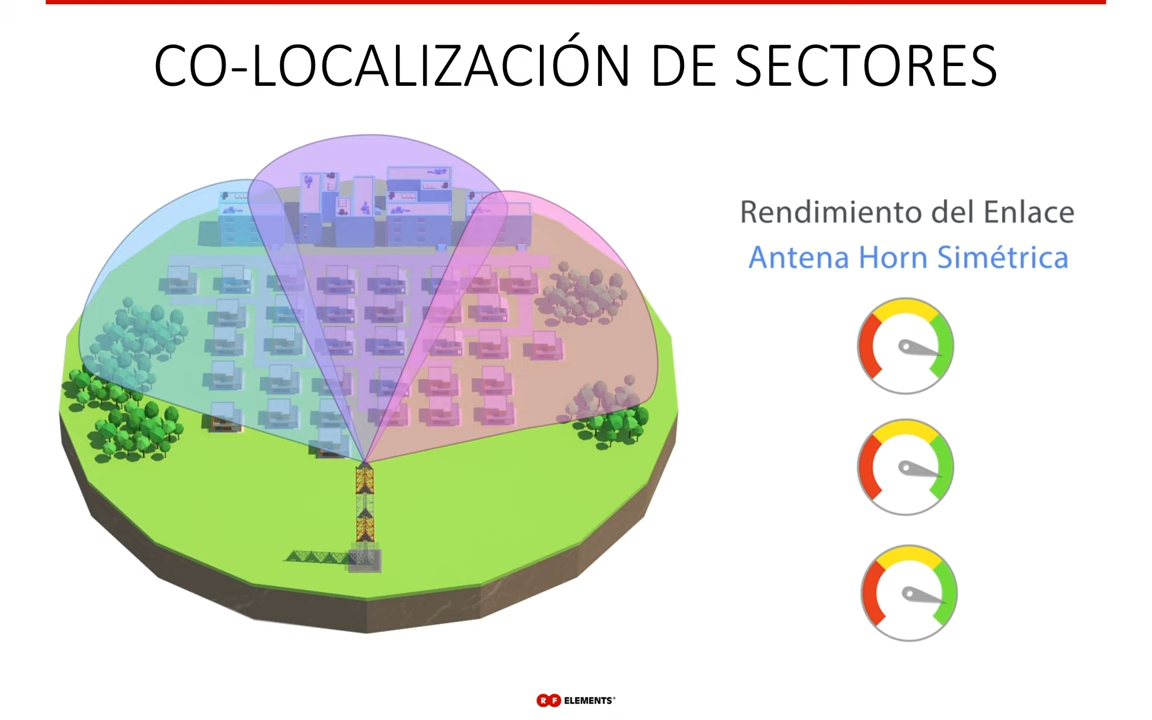 CO-LOCALIZACIÓN DE SECTORES
Rendimiento del Enlace
Antena Horn Simétrica
RF ELEMENTS